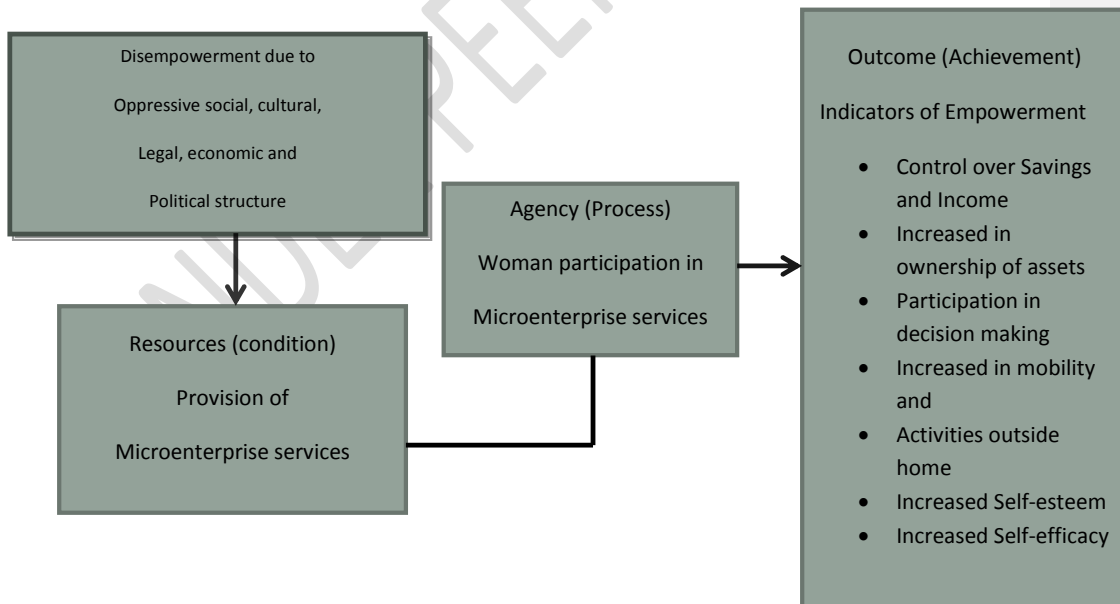 Disempowerment due to
Oppressive social, cultural,
Legal, economic and
Political structure
Resources (condition)
Provision of
Microenterprise services
Agency (Process)
Woman participation in
Microenterprise services
Outcome (Achievement)
Indicators of Empowerment
• Control over Savings
and Income
• Increased in
ownership of assets
• Participation in
decision making
• Increased in mobility
and
• Activities outside
home
• Increased Self-esteem
• Increased Self-efficacy